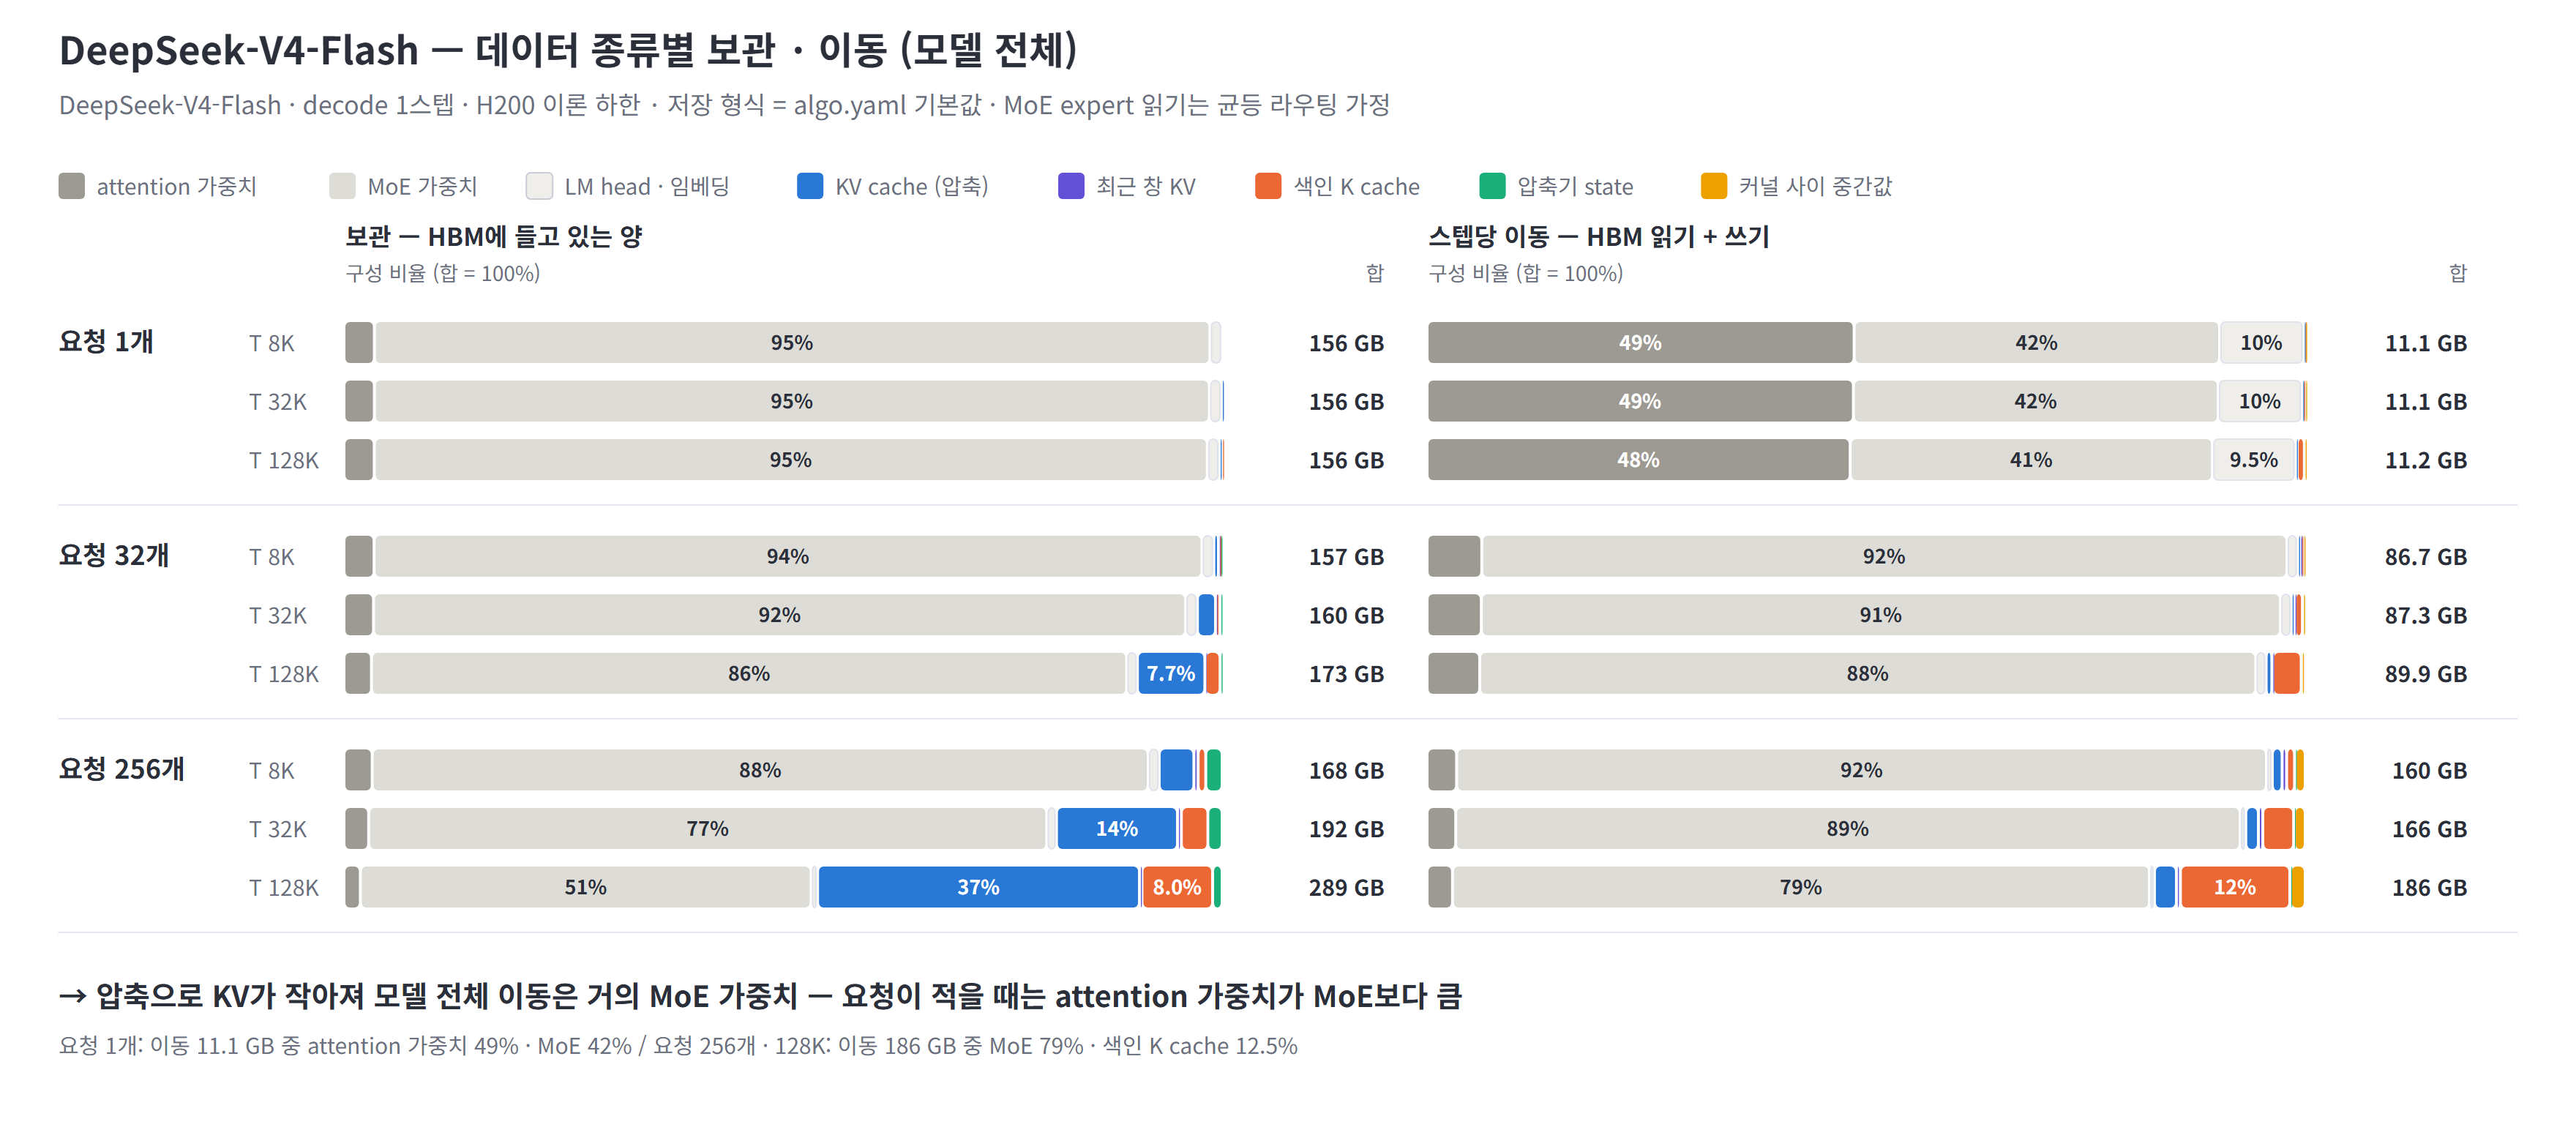 DeepSeek-V4-Flash — 데이터 종류별 보관 · 이동 (모델 전체)
DeepSeek-V4-Flash · decode 1스텝 · H200 이론 하한 · 저장 형식 = algo.yaml 기본값 · MoE expert 읽기는 균등 라우팅 가정
attention 가중치 MoE 가중치 LM head · 임베딩 KV cache (압축) 최근 창 KV 색인 K cache 압축기 state 커널 사이 중간값
보관 — HBM에 들고 있는 양 스텝당 이동 — HBM 읽기 + 쓰기
구성 비율 (합 = 100%) 합 구성 비율 (합 = 100%) 합
요청 1개 T 8K 95% 156 GB 49% 42% 10% 11.1 GB
T 32K 95% 156 GB 49% 42% 10% 11.1 GB
T 128K 95% 156 GB 48% 41% 9.5% 11.2 GB
요청 32개 T 8K 94% 157 GB 92% 86.7 GB
T 32K 92% 160 GB 91% 87.3 GB
T 128K 86% 7.7% 173 GB 88% 89.9 GB
요청 256개 T 8K 88% 168 GB 92% 160 GB
T 32K 77% 14% 192 GB 89% 166 GB
T 128K 51% 37% 8.0% 289 GB 79% 12% 186 GB
→ 압축으로 KV가 작아져 모델 전체 이동은 거의 MoE 가중치 — 요청이 적을 때는 attention 가중치가 MoE보다 큼
요청 1개: 이동 11.1 GB 중 attention 가중치 49% · MoE 42% / 요청 256개 · 128K: 이동 186 GB 중 MoE 79% · 색인 K cache 12.5%